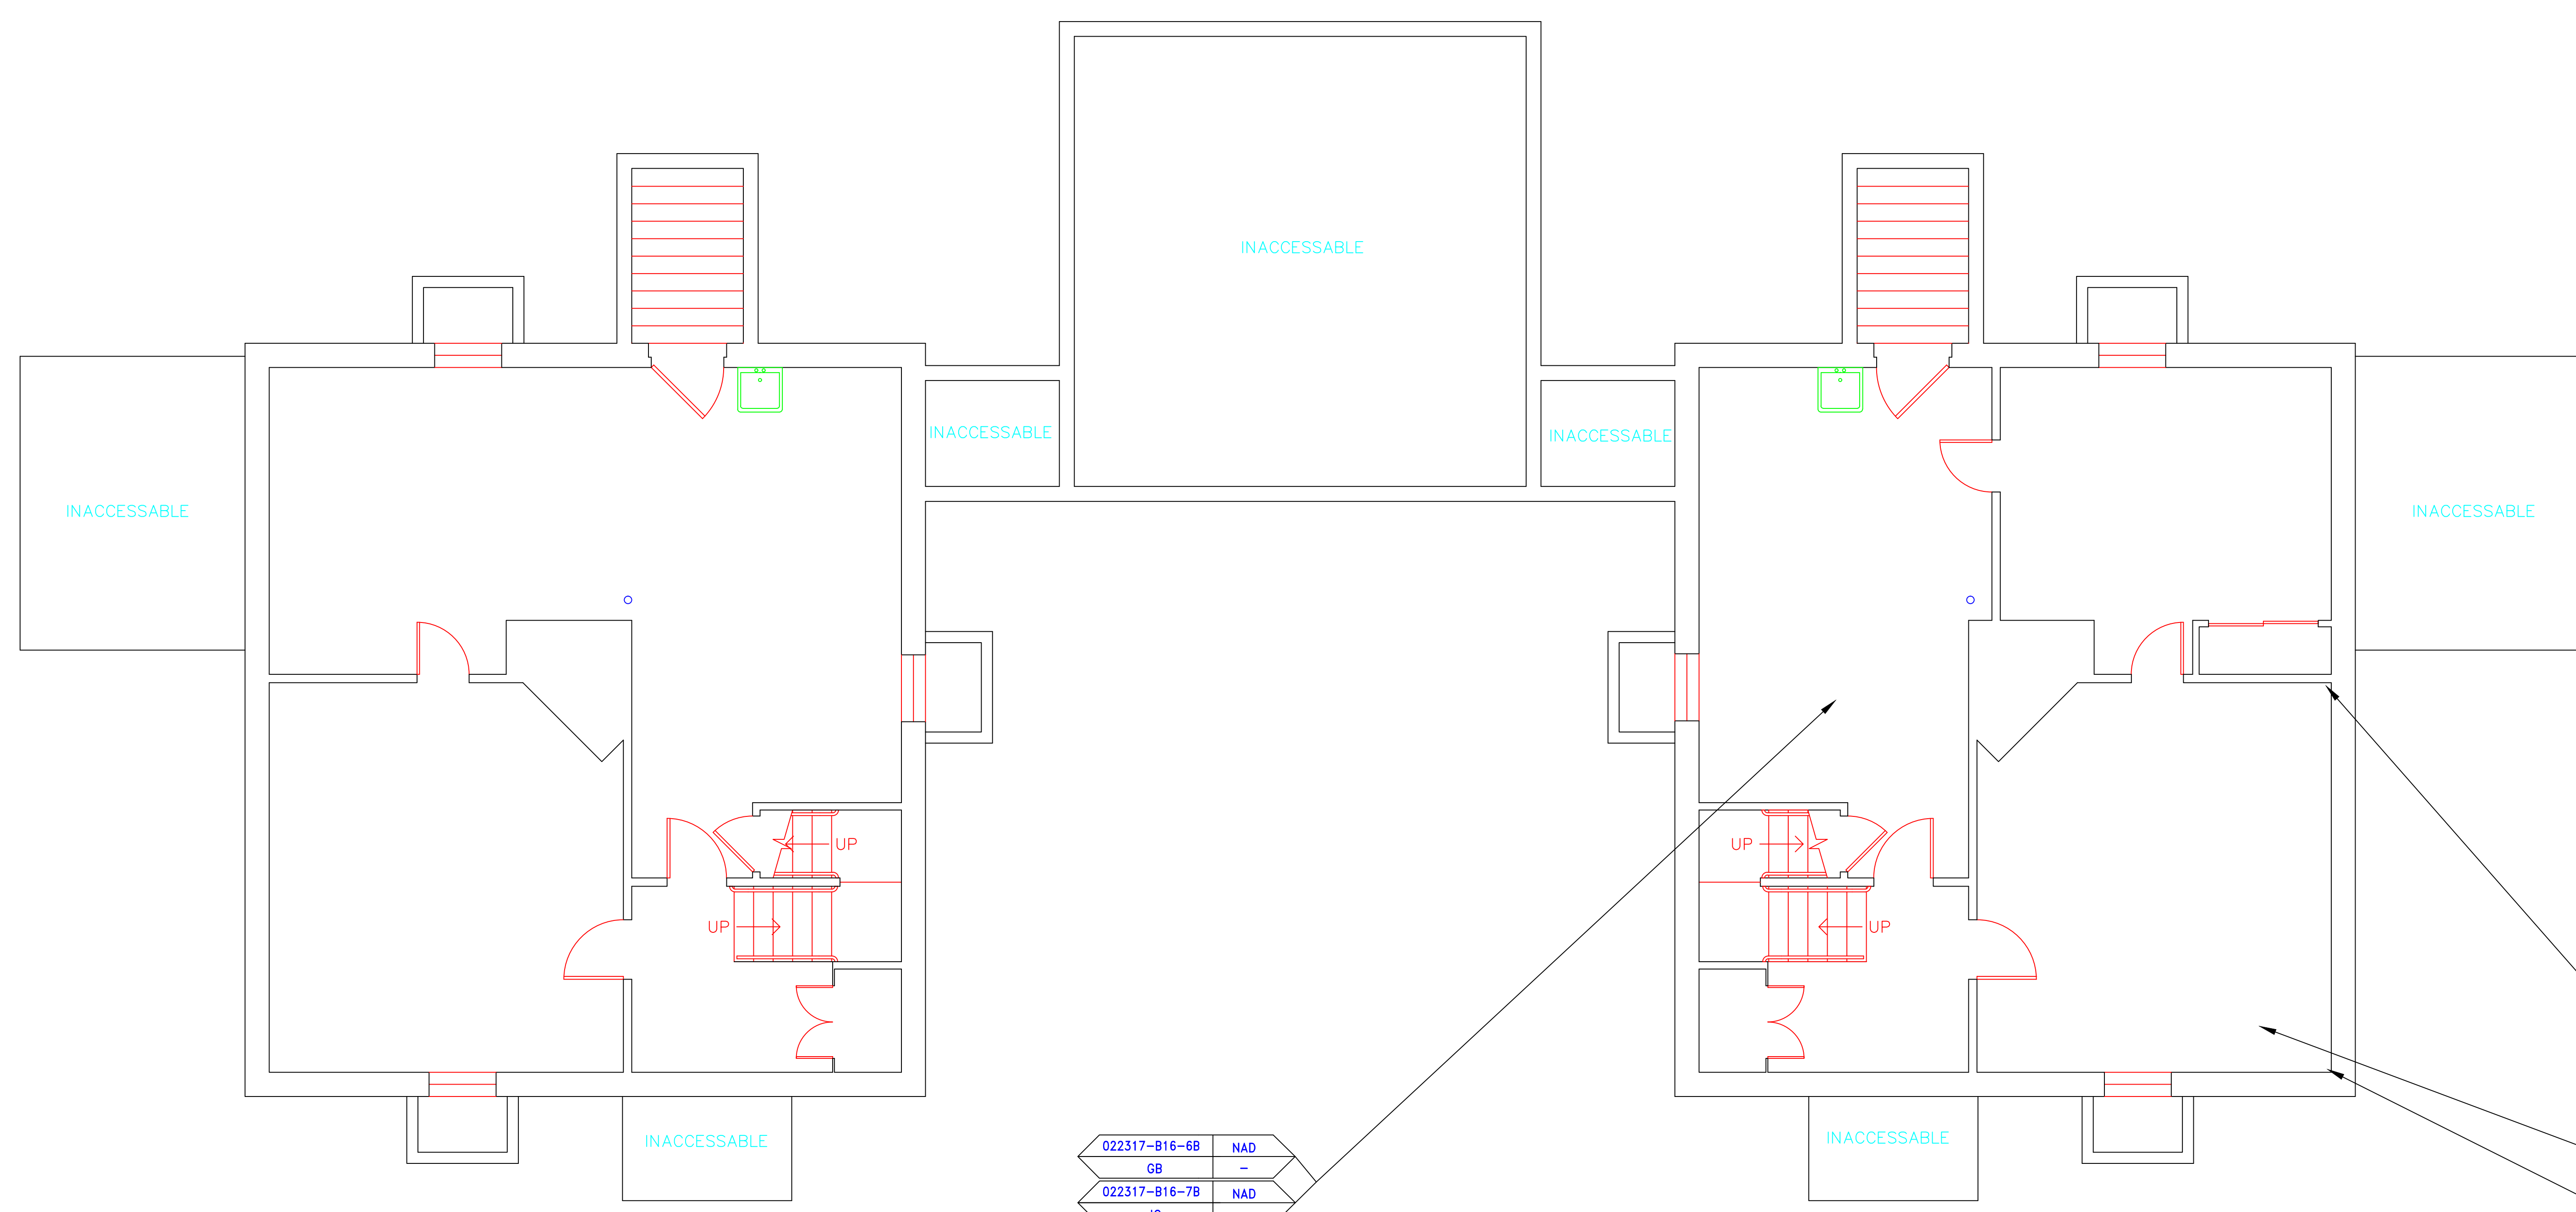 INACCESSABLE
INACCESSABLE
INACCESSABLE
INACCESSABLE
INACCESSABLE
UP
UP
UP
UP
INACCESSABLE
INACCESSABLE
022317-B16-6B NAD
GB -
022317-B16-7B NAD